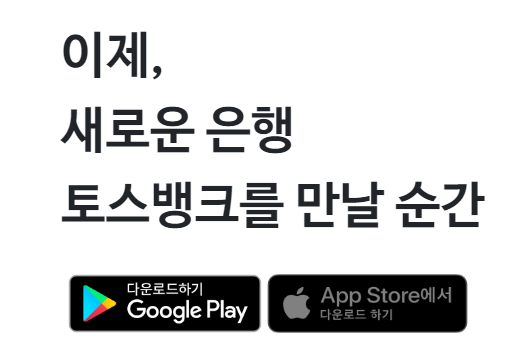 이제,
새로운 은행
토스뱅크를 만날 순간
다운로드하기
Google Play
App Store에서
다운로드 하기